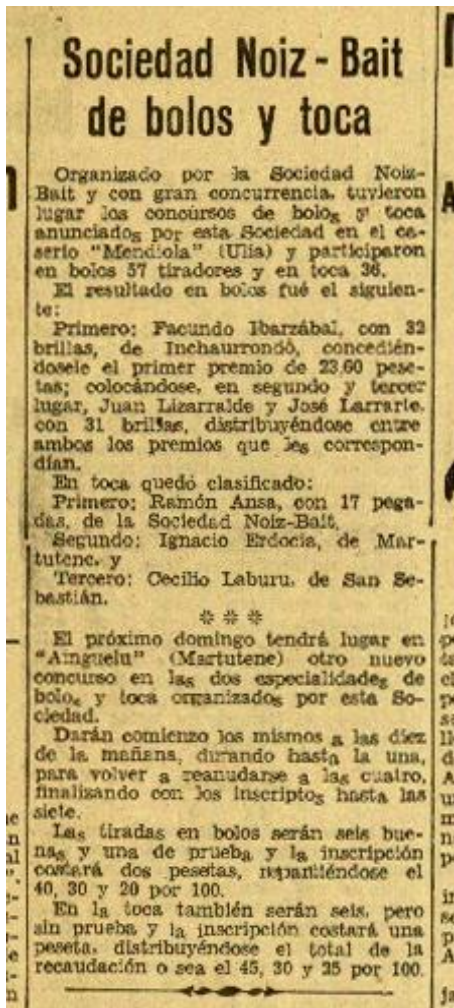 Sociedad Noiz-Bait
de bolos y toca
Organizado por la Sociedad Noiz-
Bait y con gran concurrencia, tuvieron
lugar los concursos de bolos y toca
anunciados por esta Sociedad en el ca-
serio "Mendiola" (Ulia) y participaron
en bolos 57 tiradores y en toca 36.
El resultado en bolos fué el siguien-
te:
Primero: Facundo Ibarzábal, con 32
brillas, de Inchaurrondo, concedién-
dosele el primer premio de 23,60 pese-
tas; colocándose, en segundo y tercer
lugar, Juan Lizarralde y José Larrarte,
con 31 brillas, distribuyéndose entre
ambos los premios que les correspon-
dían.
En toca quedó clasificado:
Primero: Ramón Ansa, con 17 pega-
das, de la Sociedad Noiz-Bait,
Segundo: Ignacio Erdocia, de Mar-
tutene, y
Tercero: Cecilio Laburu, de San Se-
bastián.
* * *
El próximo domingo tendrá lugar en
(Martutene) otro nuevo
concurso en las dos especialidades de
bolos y toca organizados por esta So-
ciedad.
Darán comienzo los mismos a las diez
de la mañana, durando hasta la una,
para volver a reanudarse a las cuatro,
finalizando con los inscriptos hasta las
siete.
Las tiradas en bolos serán seis bue-
nas y una de prueba y la inscripción
costará dos pesetas, repartiéndose el
40, 30 y 20 por 100.
En la toca también serán seis, pero
sin prueba y la inscripción costará una
peseta, distribuyéndose el total de la
recaudación o sea el 45, 30 y 25 por 100.